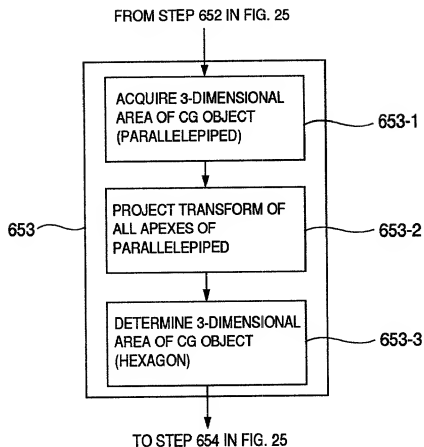 FROM STEP 652 IN FIG. 25
ACQUIRE 3-DIMENSIONAL
AREA OF CG OBJECT
(PARALLELEPIPED)
653-1
PROJECT TRANSFORM OF
ALL APEXES OF
PARALLELEPIPED
653
653-2
DETERMINE 3-DIMENSIONAL
AREA OF CG OBJECT
(HEXAGON)
653-3
TO STEP 654 IN FIG. 25